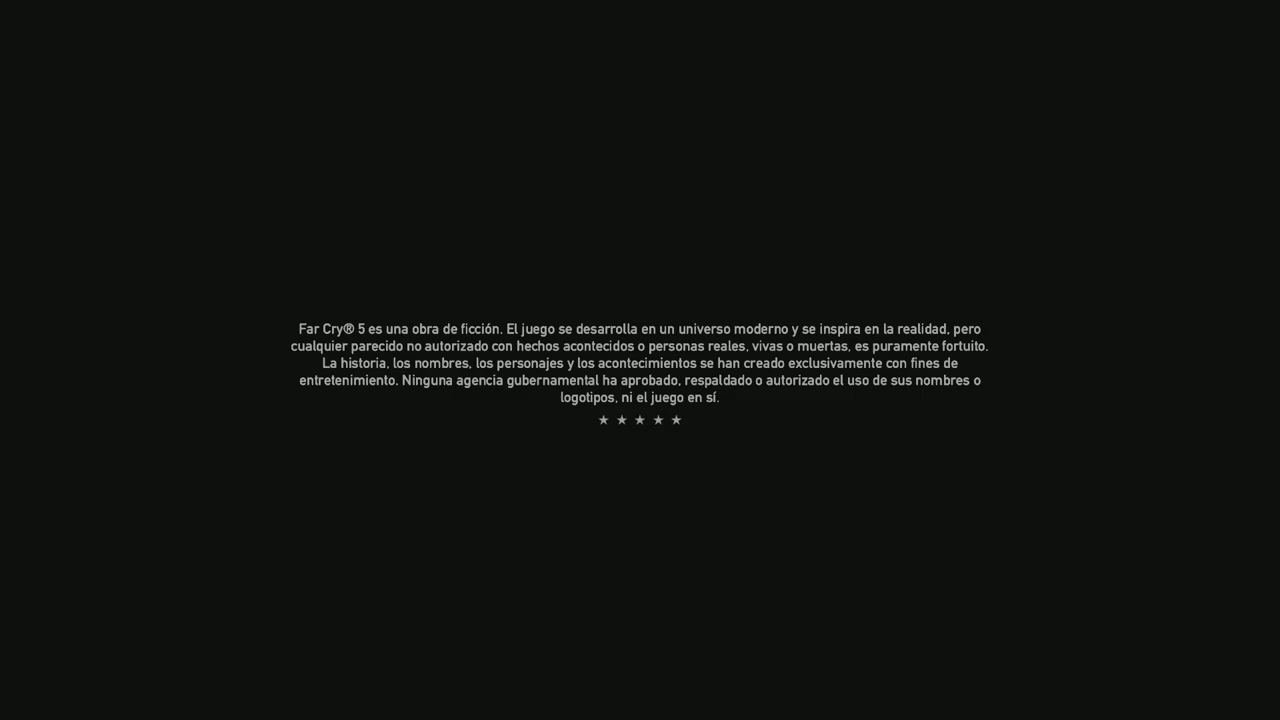 Far Cry® 5 es una obra de ficción. El juego se desarrolla en un universo moderno y se inspira en la realidad, pero
cualquier parecido no autorizado con hechos acontecidos o personas reales, vivas o muertas, es puramente fortuito.
La historia, los nombres, los personajes y los acontecimientos se han creado exclusivamente con fines de
entretenimiento. Ninguna agencia gubernamental ha aprobado, respaldado o autorizado el uso de sus nombres o
logotipos, ni el juego en sí.
★ ★ ★ ★ ★